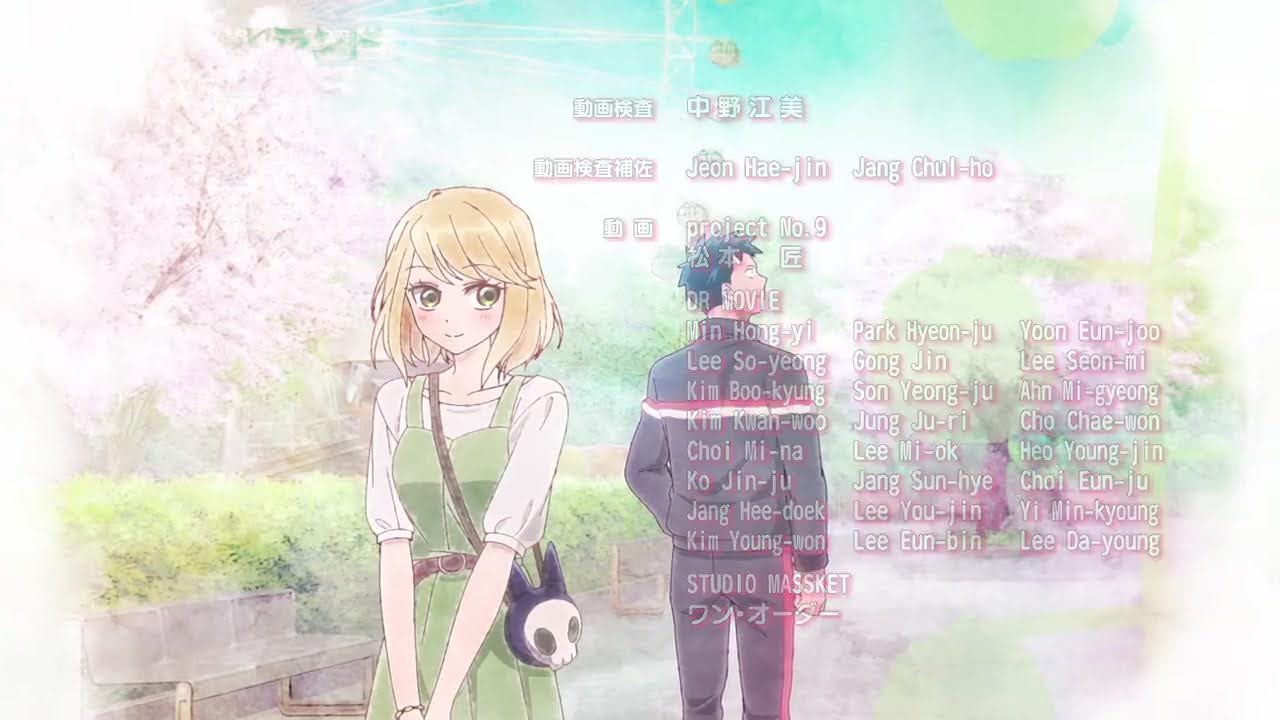 動画検査 中野江美
動画検査補佐 Jeon Hae-jin Jang Chul-ho
動画 project No.9
松本 匠
DR MOVIE
Min Hong-yi Park Hyeon-ju Yoon Eun-joo
Lee So-yeong Gong Jin Lee Seon-mi
Kim Boo-kyung Son Yeong-ju Ahn Mi-gyeong
Kim Kwan-woo Jung Ju-ri Cho Chae-won
Choi Mi-na Lee Mi-ok Heo Young-jin
Ko Jin-ju Jang Sun-hye Choi Eun-ju
Jang Hee-doek Lee You-jin Yi Min-kyoung
Kim Young-won Lee Eun-bin Lee Da-young
STUDIO MASSKET
ワン・オーダー